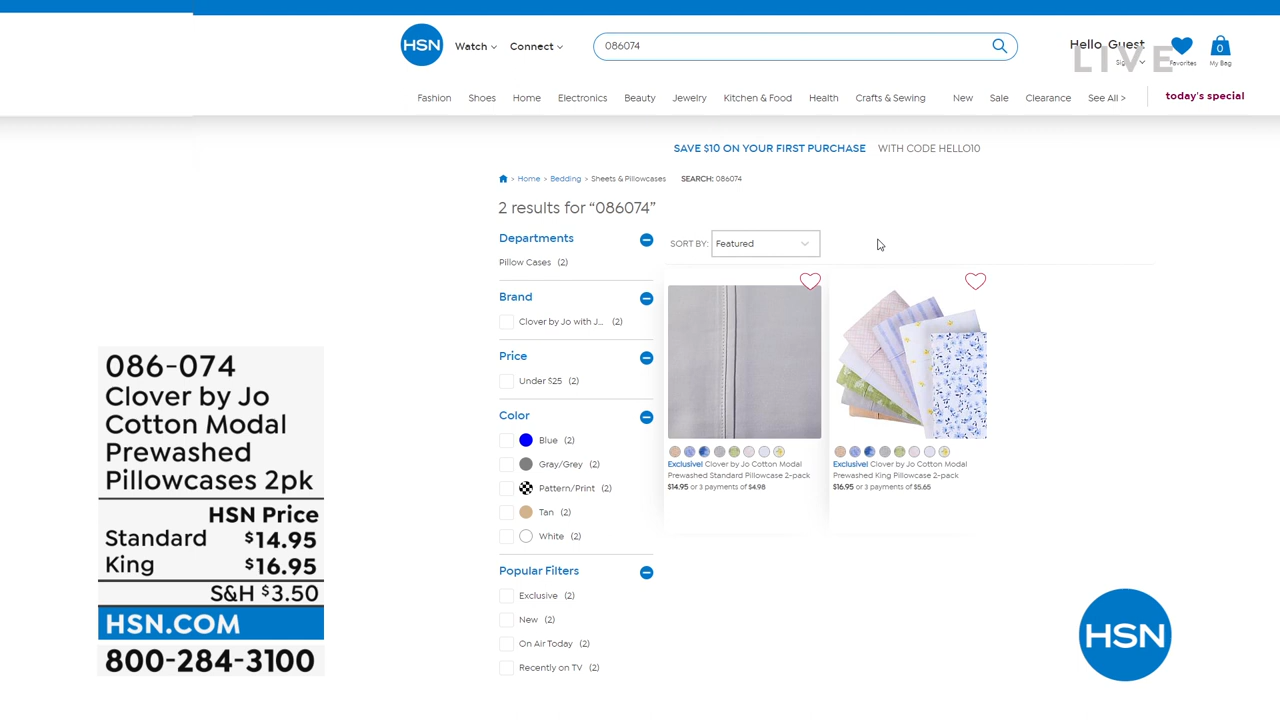 HSN
Watch
Connect
086074
Hello, Guest
LIVE
Favorites
0
My Bag
Fashion
Shoes
Home
Electronics
Beauty
Jewelry
Kitchen & Food
Health
Crafts & Sewing
New
Sale
Clearance
See All >
today's special
SAVE $10 ON YOUR FIRST PURCHASE WITH CODE HELLO10
> Home > Bedding > Sheets & Pillowcases SEARCH: 086074
2 results for “086074”
Departments
Pillow Cases (2)
Brand
Clover by Jo with J... (2)
Price
Under $25 (2)
Color
Blue (2)
Gray/Grey (2)
Pattern/Print (2)
Tan (2)
White (2)
Popular Filters
Exclusive (2)
New (2)
On Air Today (2)
Recently on TV (2)
SORT BY: Featured
Exclusive! Clover by Jo Cotton Modal
Prewashed Standard Pillowcase 2-pack
$14.95 or 3 payments of $4.98
Exclusive! Clover by Jo Cotton Modal
Prewashed King Pillowcase 2-pack
$16.95 or 3 payments of $5.65
086-074
Clover by Jo
Cotton Modal
Prewashed
Pillowcases 2pk
HSN Price
Standard $14.95
King $16.95
S&H $3.50
HSN.COM
800-284-3100
HSN